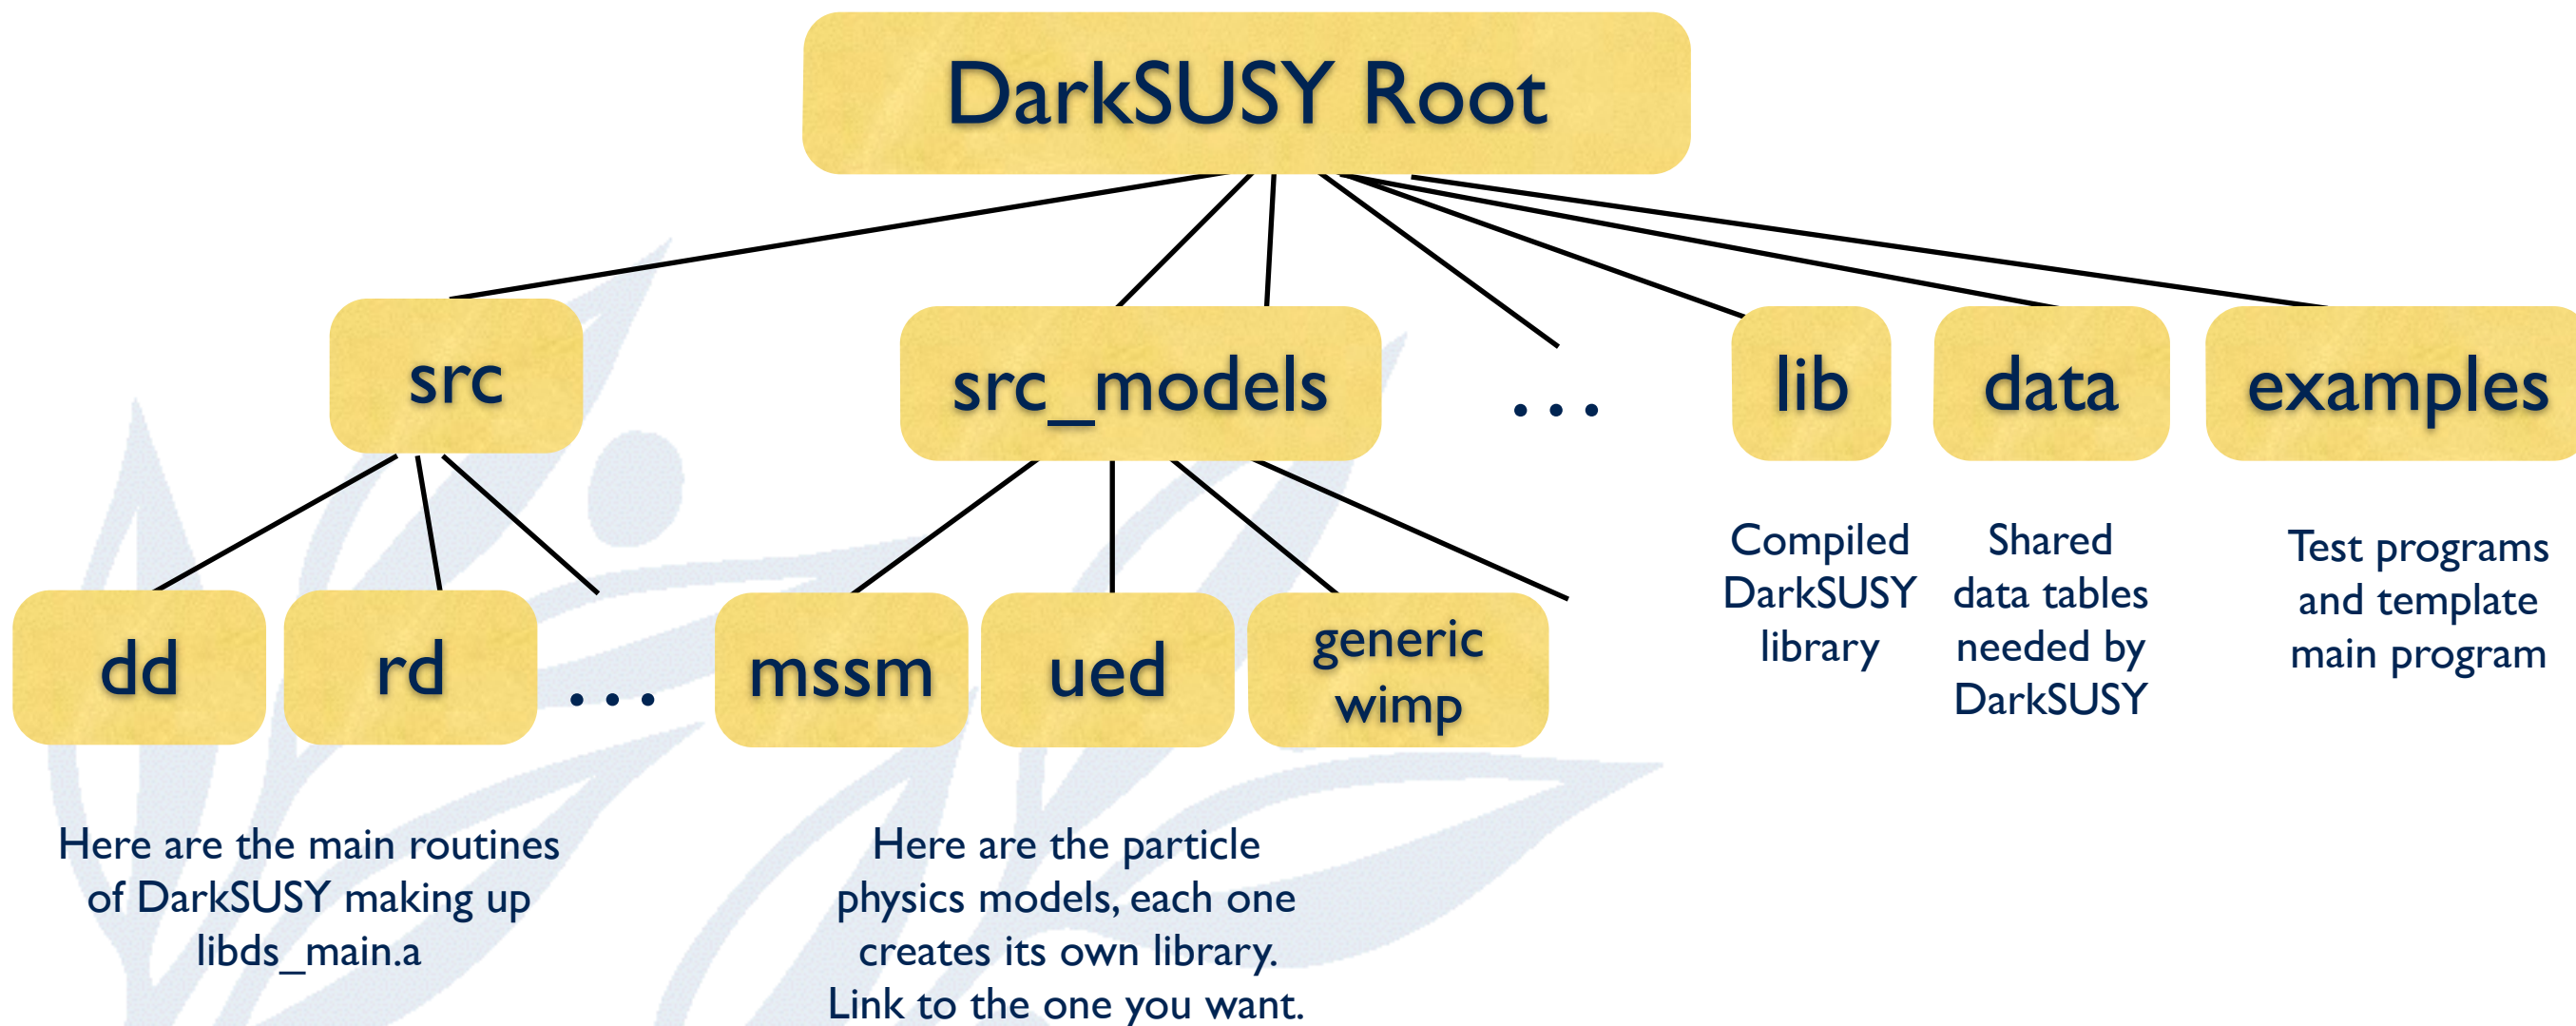 DarkSUSY Root
src
src_models
...
lib
data
examples
dd
rd
...
mssm
ued
generic
wimp
Compiled
DarkSUSY
library
Shared
data tables
needed by
DarkSUSY
Test programs
and template
main program
Here are the main routines
of DarkSUSY making up
libds_main.a
Here are the particle
physics models, each one
creates its own library.
Link to the one you want.